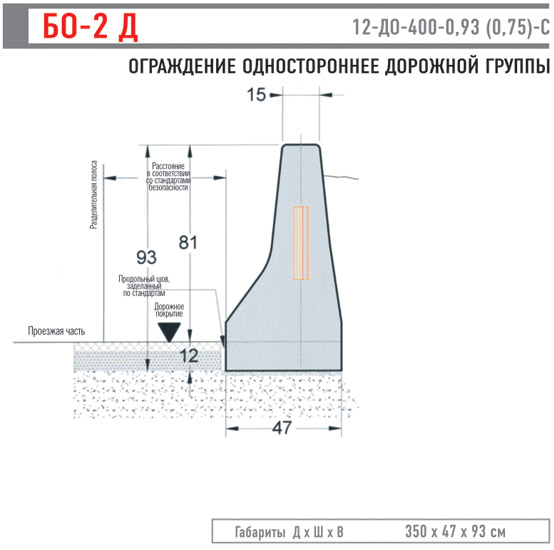 БО-2 Д
12-ДО-400-0,93 (0,75)-С
ОГРАЖДЕНИЕ ОДНОСТОРОННЕЕ ДОРОЖНОЙ ГРУППЫ
15
Разделительная полоса
Расстояние
в соответствии
со стандартами
безопасности
93
81
Продольный шов,
заделанный
по стандартам
Дорожное
покрытие
Проезжая часть
12
47
Габариты Д х Ш х В
350 х 47 х 93 см